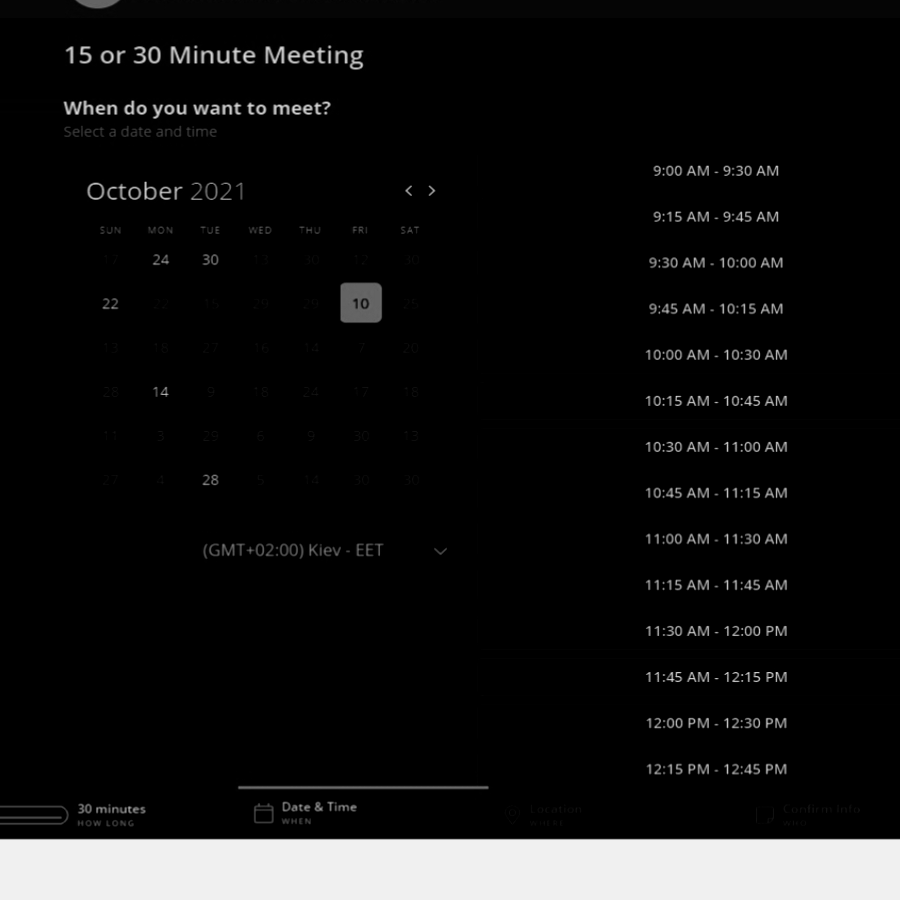 15 or 30 Minute Meeting
When do you want to meet?
Select a date and time
October 2021
< >
SUN MON TUE WED THU FRI SAT
17 24 30 13 30 12 30
22 22 15 29 29 10 25
13 18 27 16 14 7 20
28 14 9 18 24 17 18
11 3 29 6 9 30 13
27 4 28 5 14 30 30
(GMT+02:00) Kiev - EET
9:00 AM - 9:30 AM
9:15 AM - 9:45 AM
9:30 AM - 10:00 AM
9:45 AM - 10:15 AM
10:00 AM - 10:30 AM
10:15 AM - 10:45 AM
10:30 AM - 11:00 AM
10:45 AM - 11:15 AM
11:00 AM - 11:30 AM
11:15 AM - 11:45 AM
11:30 AM - 12:00 PM
11:45 AM - 12:15 PM
12:00 PM - 12:30 PM
12:15 PM - 12:45 PM
30 minutes
HOW LONG
Date & Time
WHEN
Location
Confirm Info